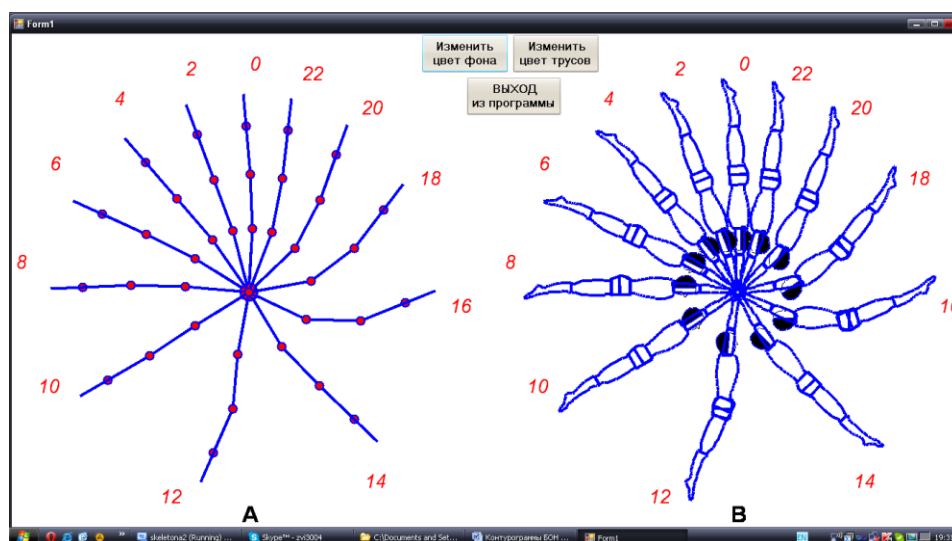 Form1
Изменить
цвет фона
Изменить
цвет трусов
ВЫХОД
из программы
0
2
22
4
20
6
18
8
16
10
14
12
A
0
2
22
4
20
6
18
8
16
10
14
12
B
skeletona2 (Running) ...
Skype™ - zvi3004
C:\Documents and Set...
Контурограммы БОН ...
Form1